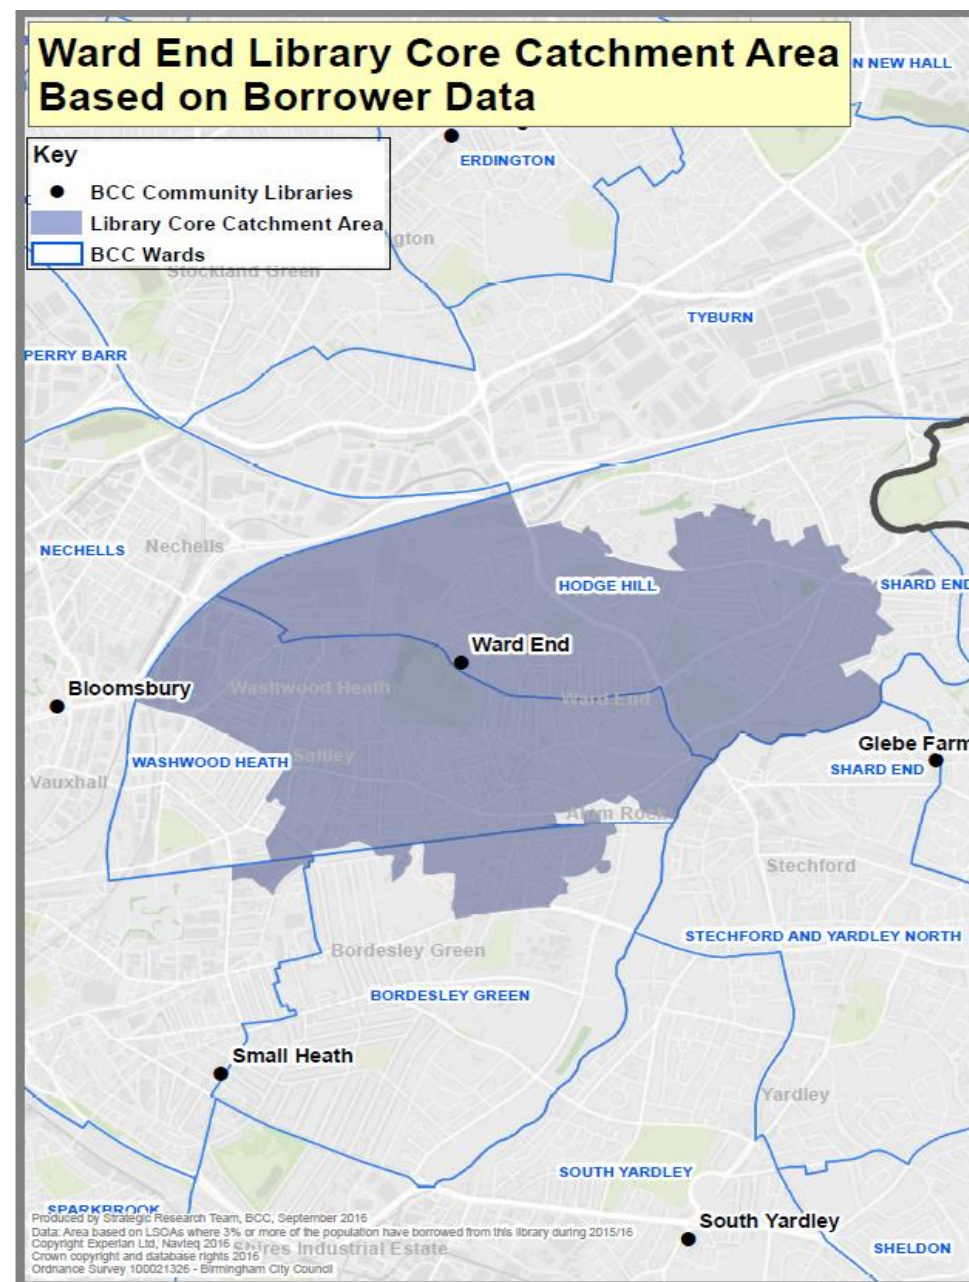 Ward End Library Core Catchment Area
Based on Borrower Data
N NEW HALL
Key
BCC Community Libraries
Library Core Catchment Area
BCC Wards
ERDINGTON
gton
Stockland Green
TYBURN
PERRY BARR
NECHELLS
Nechells
HODGE HILL
SHARD END
Ward End
Bloomsbury
Washwood Heath
Ward End
Glebe Farm
WASHWOOD HEATH
Saltley
SHARD END
Vauxhall
Alum Rock
Stechford
STECHFORD AND YARDLEY NORTH
Bordesley Green
BORDESLEY GREEN
Small Heath
Yardley
SOUTH YARDLEY
SPARKBROOK
South Yardley
SHELDON
Produced by Strategic Research Team, BCC, September 2016
Data: Area based on LSOAs where 3% or more of the population have borrowed from this library during 2015/16
Copyright Experian Ltd, Navteq 2016
Crown copyright and database rights 2016
Ordnance Survey 100021326 - Birmingham City Council
Shires Industrial Estate